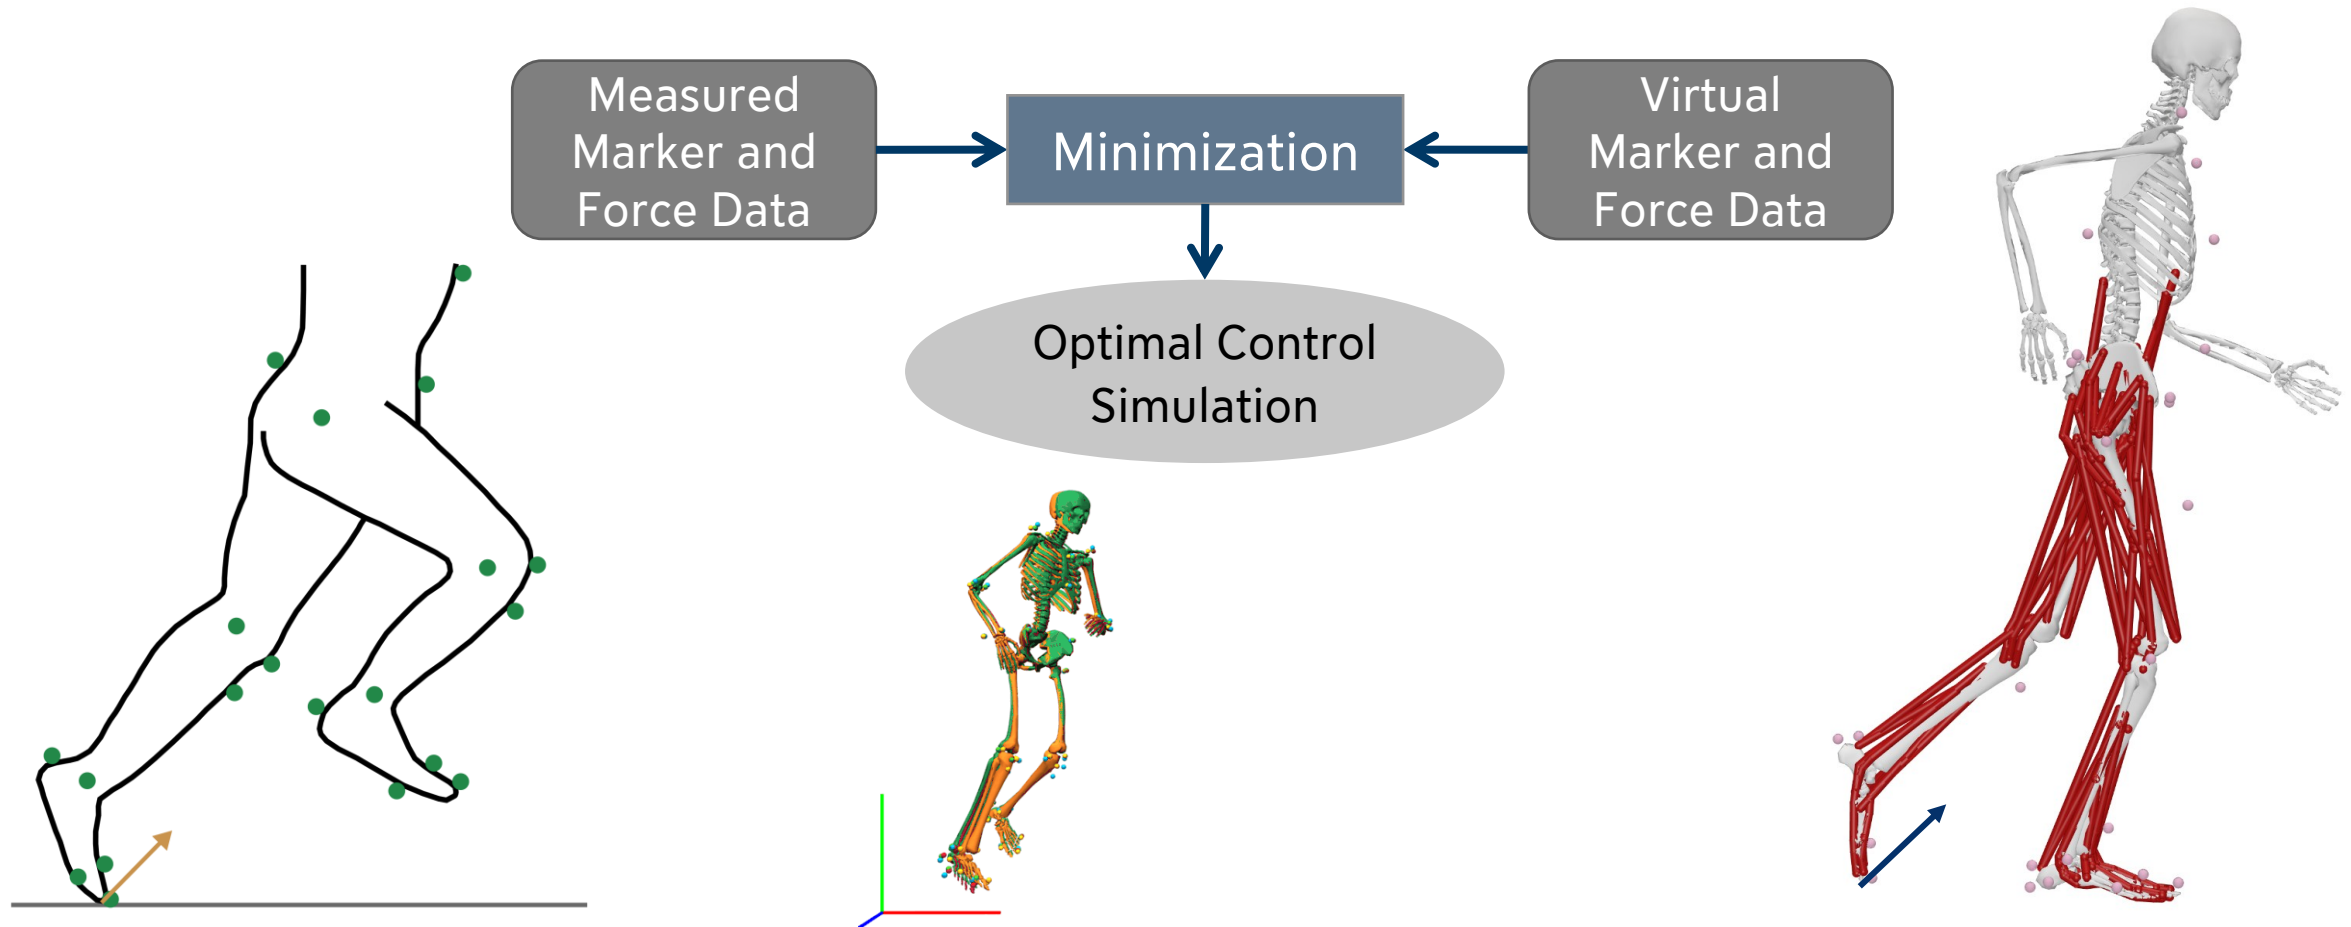 Measured
Marker and
Force Data
Minimization
Virtual
Marker and
Force Data
Optimal Control
Simulation